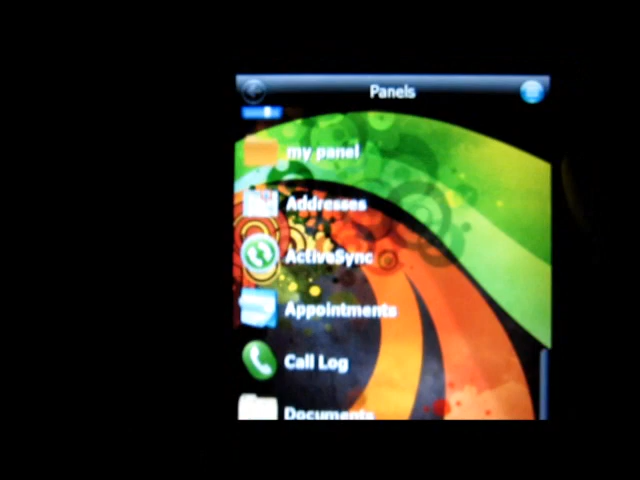 Panels
my panel
Addresses
ActiveSync
Appointments
Call Log
Documents